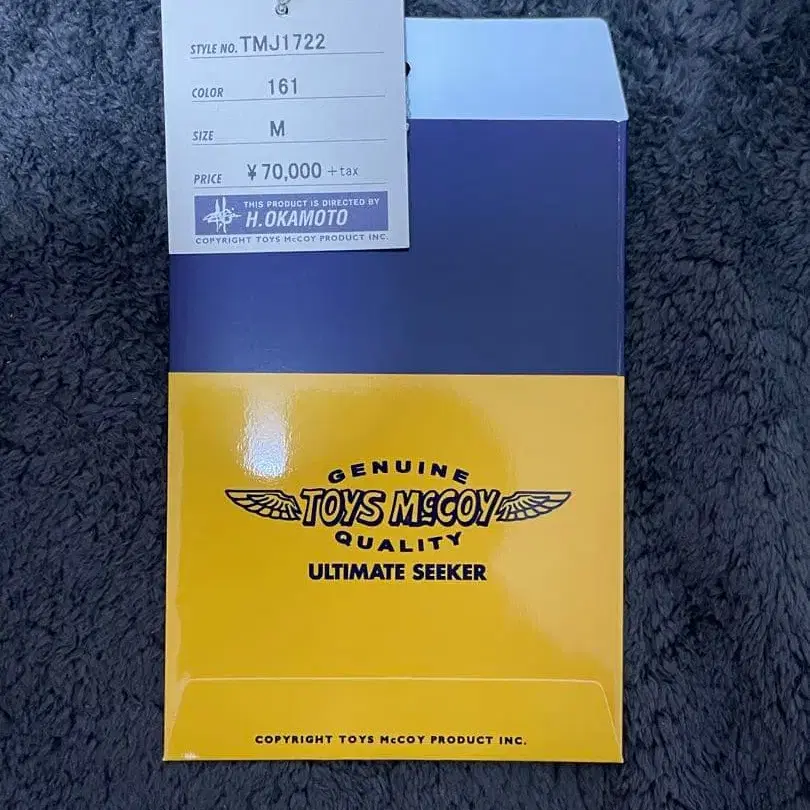 STYLE NO. TMJ1722
COLOR 161
SIZE M
PRICE ¥70,000 +tax
THIS PRODUCT IS DIRECTED BY
H.OKAMOTO
COPYRIGHT TOYS McCOY PRODUCT INC.
GENUINE
TOYS McCOY
QUALITY
ULTIMATE SEEKER
COPYRIGHT TOYS McCOY PRODUCT INC.